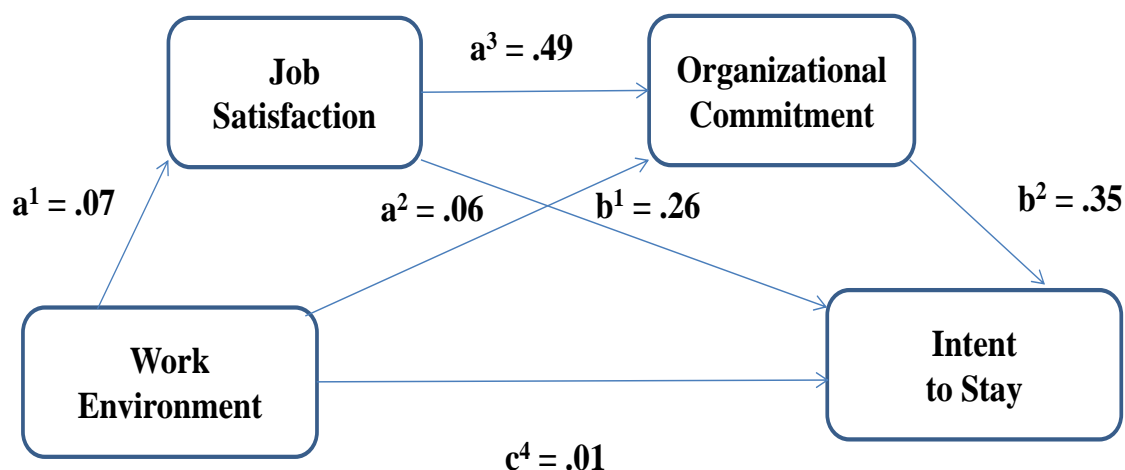 Job
Satisfaction
a³ = .49
Organizational
Commitment
a¹ = .07
a² = .06
b¹ = .26
b² = .35
Work
Environment
Intent
to Stay
c⁴ = .01